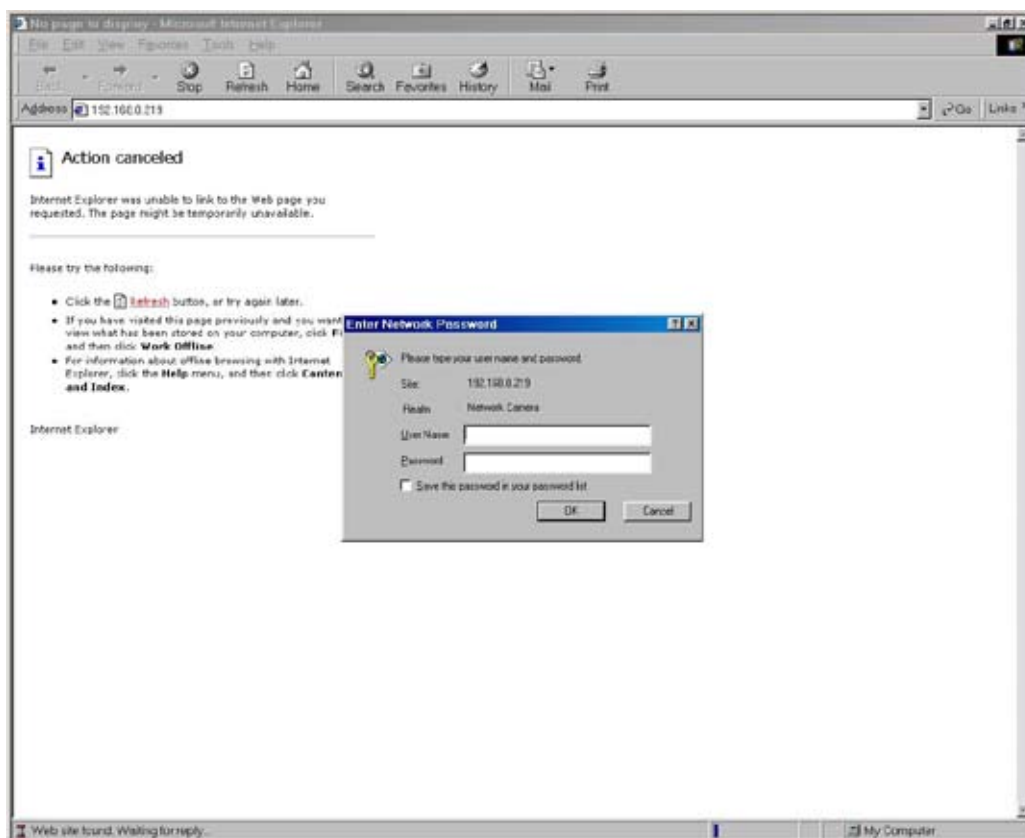 No page to display - Microsoft Internet Explorer
File Edit View Favorites Tools Help
Back Forward Stop Refresh Home Search Favorites History Mail Print
Address 192.168.0.219 Go Links
Action canceled
Internet Explorer was unable to link to the Web page you
requested. The page might be temporarily unavailable.
Please try the following:
Click the Refresh button, or try again later.
If you have visited this page previously and you want
view what has been stored on your computer, click F
and then click Work Offline
For information about offline browsing with Internet
Explorer, click the Help menu, and then click Conten
and Index.
Internet Explorer
Enter Network Password
Please type your user name and password.
Site: 192.168.0.219
Realm Network Camera
User Name
Password
Save this password in your password list
OK Cancel
Web site found. Waiting for reply... My Computer